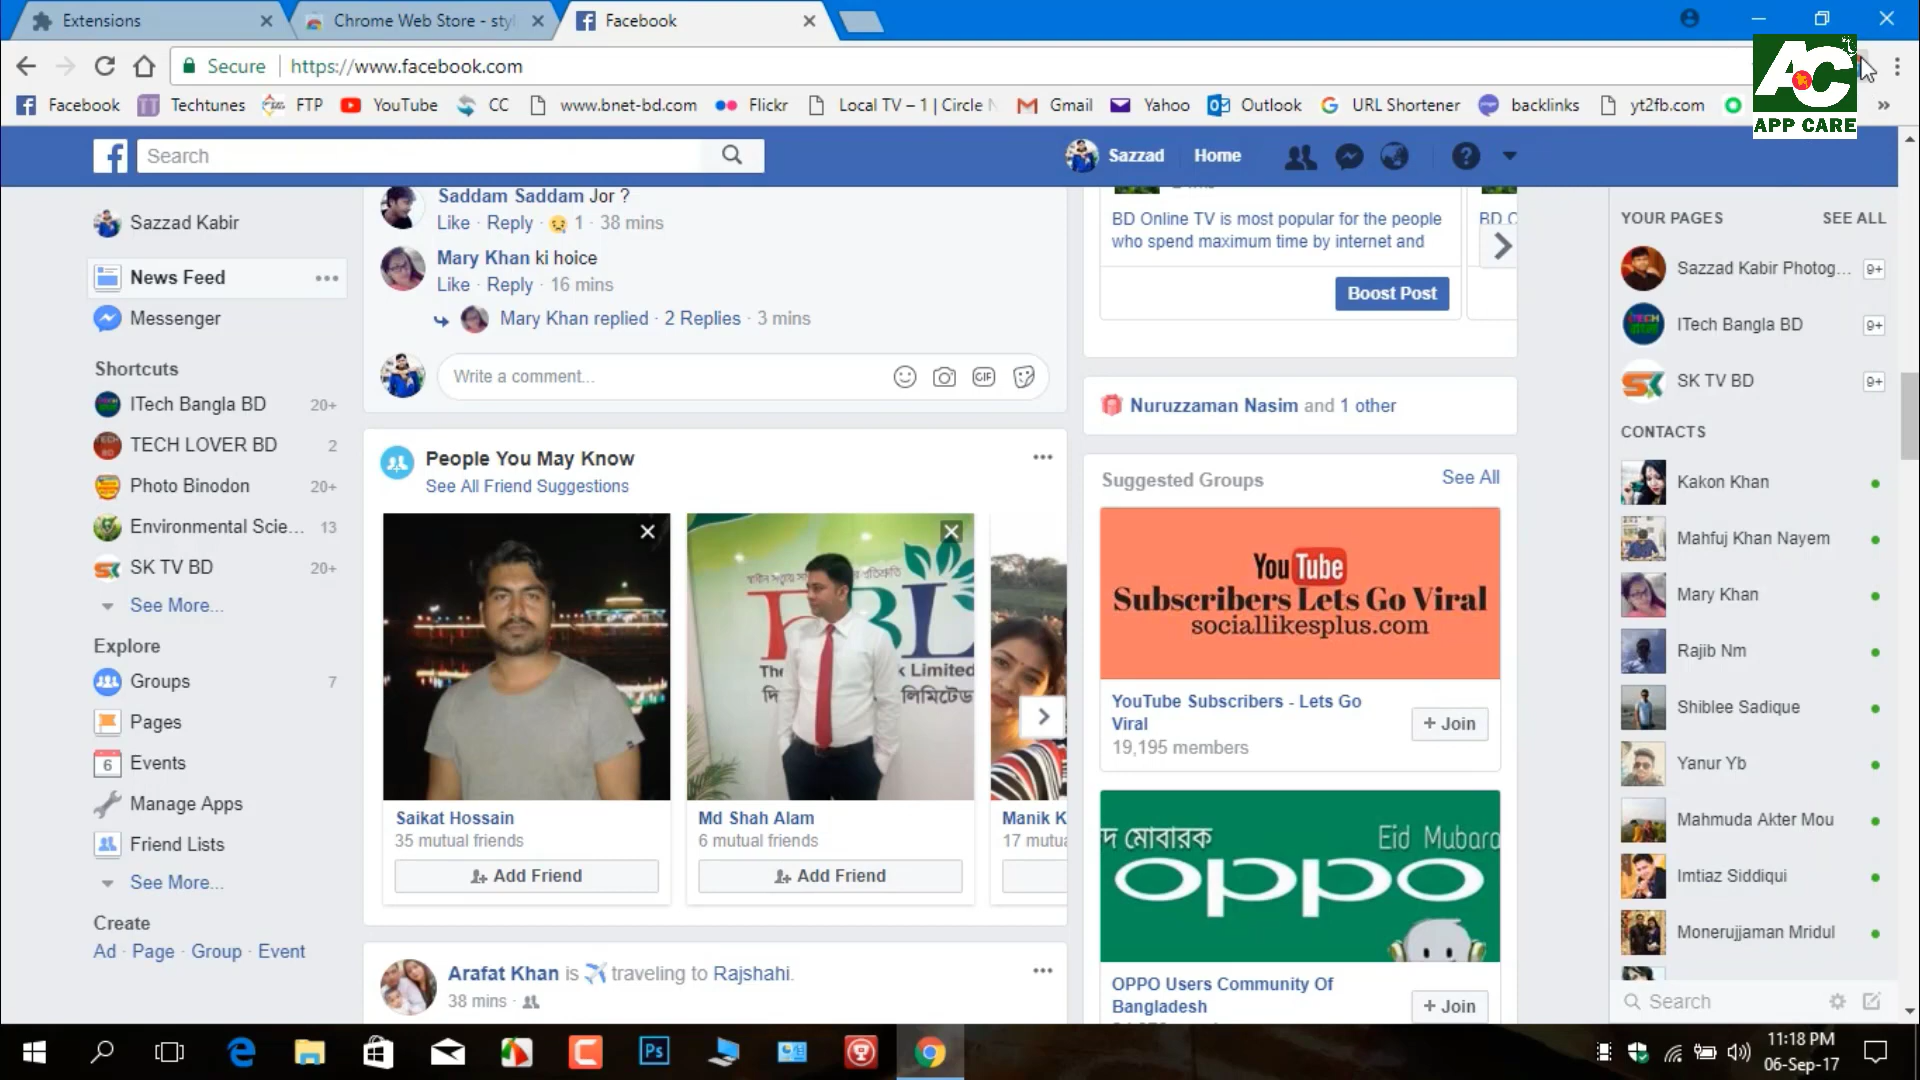 Extensions
Chrome Web Store - styl
Facebook
Secure
https://www.facebook.com
Facebook
Techtunes
FTP
YouTube
CC
www.bnet-bd.com
Flickr
Local TV – 1 | Circle N
Gmail
Yahoo
Outlook
URL Shortener
backlinks
yt2fb.com
»
AC
APP CARE
Search
Sazzad
Home
Sazzad Kabir
News Feed
Messenger
Shortcuts
ITech Bangla BD 20+
TECH LOVER BD 2
Photo Binodon 20+
Environmental Scie... 13
SK TV BD 20+
See More...
Explore
Groups 7
Pages
6 Events
Manage Apps
Friend Lists
See More...
Create
Ad · Page · Group · Event
Saddam Saddam Jor ?
Like · Reply · 1 · 38 mins
Mary Khan ki hoice
Like · Reply · 16 mins
Mary Khan replied · 2 Replies · 3 mins
Write a comment...
GIF
People You May Know
See All Friend Suggestions
Limited
লিমিটেড
Saikat Hossain
35 mutual friends
Add Friend
Md Shah Alam
6 mutual friends
Add Friend
Manik K
17 mutu
Arafat Khan is traveling to Rajshahi.
38 mins ·
BD Online TV is most popular for the people
who spend maximum time by internet and
Boost Post
Nuruzzaman Nasim and 1 other
Suggested Groups
See All
YouTube
Subscribers Lets Go Viral
sociallikesplus.com
YouTube Subscribers - Lets Go
Viral
19,195 members
+ Join
দ মোবারক
Eid Mubara
oppo
OPPO Users Community Of
Bangladesh
+ Join
YOUR PAGES
SEE ALL
Sazzad Kabir Photog... 9+
ITech Bangla BD 9+
SK TV BD 9+
CONTACTS
Kakon Khan
Mahfuj Khan Nayem
Mary Khan
Rajib Nm
Shiblee Sadique
Yanur Yb
Mahmuda Akter Mou
Imtiaz Siddiqui
Monerujjaman Mridul
Search
Ps
11:18 PM
06-Sep-17